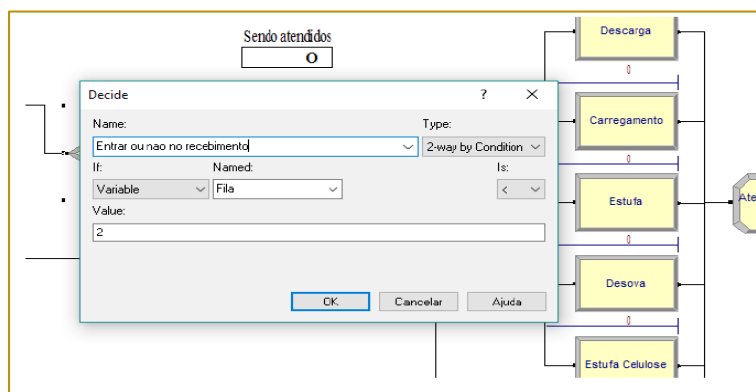 Sendo atendidos
0
Decide
? ×
Name:
Type:
Entrar ou nao no recebimento
2-way by Condition
If:
Named:
Is:
Variable
Fila
<
Value:
2
OK
Cancelar
Ajuda
Descarga
0
Carregamento
0
Estufa
0
Desova
0
Estufa Celulose
Ate